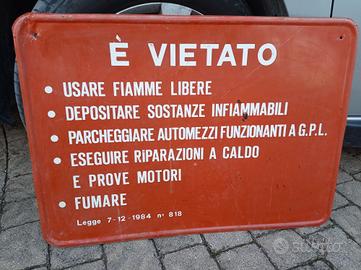 È VIETATO
• USARE FIAMME LIBERE
• DEPOSITARE SOSTANZE INFIAMMABILI
• PARCHEGGIARE AUTOMEZZI FUNZIONANTI A G.P.L.
• ESEGUIRE RIPARAZIONI A CALDO
E PROVE MOTORI
• FUMARE
Legge 7-12-1984 n° 818
subito